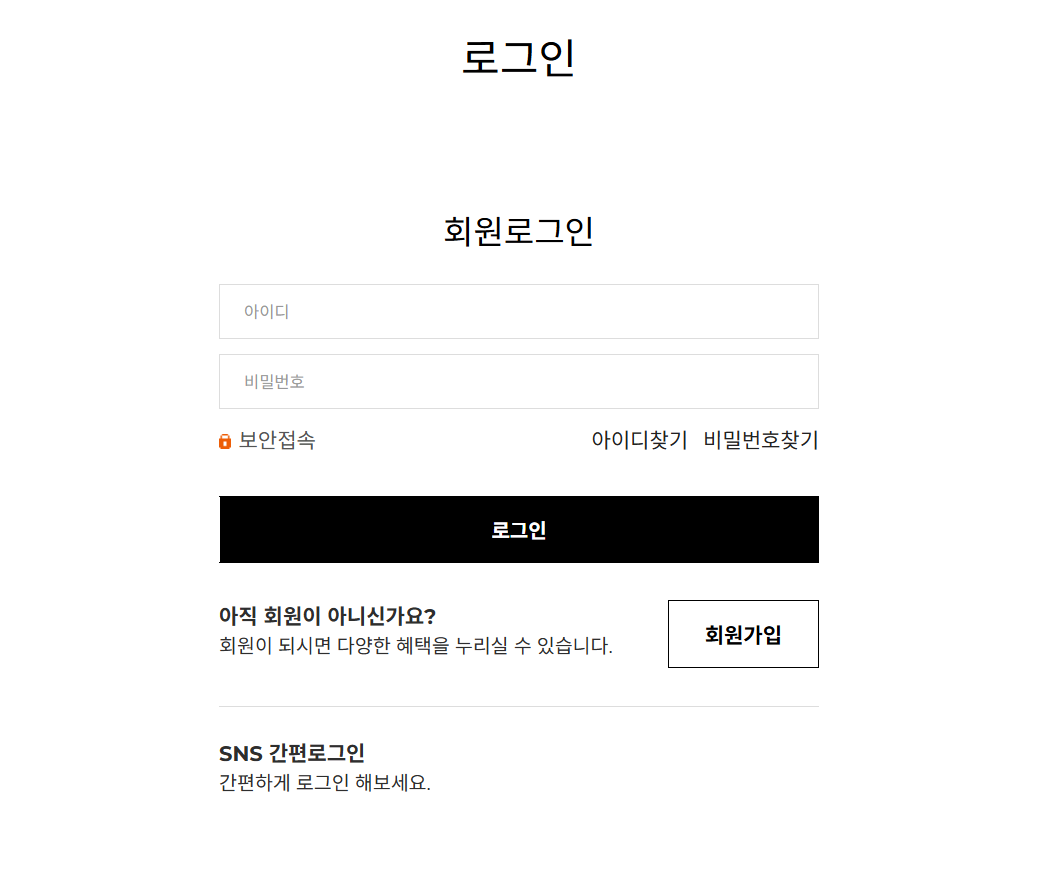 로그인
회원로그인
아이디
비밀번호
보안접속 아이디찾기 비밀번호찾기
로그인
아직 회원이 아니신가요?
회원이 되시면 다양한 혜택을 누리실 수 있습니다.
회원가입
SNS 간편로그인
간편하게 로그인 해보세요.